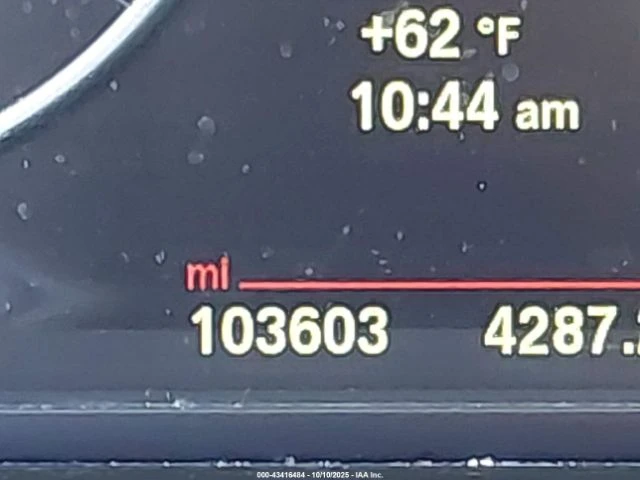 +62 °F
10:44 am
mi
103603 4287.
000-43416484 - 10/10/2025 - IAA Inc.